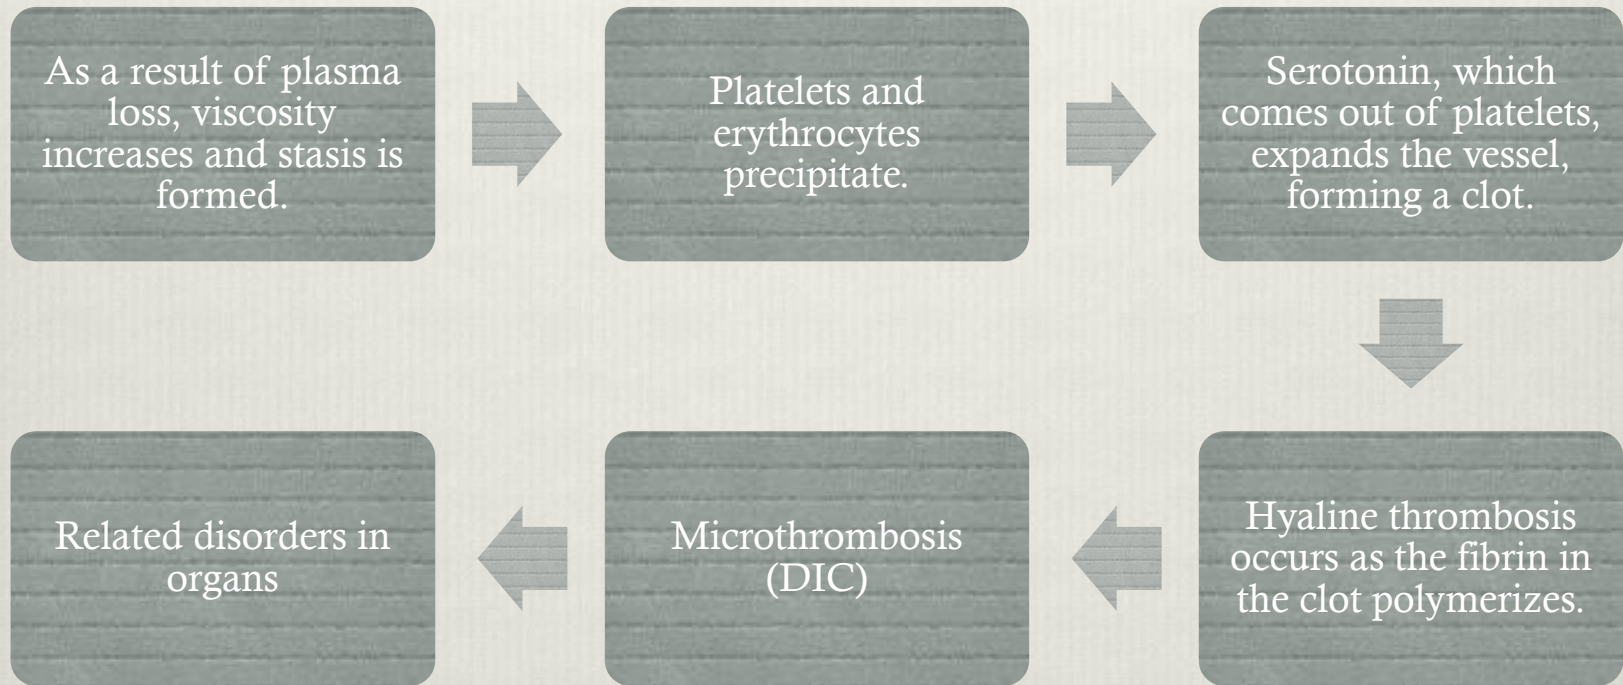 As a result of plasma
loss, viscosity
increases and stasis is
formed.
Platelets and
erythrocytes
precipitate.
Serotonin, which
comes out of platelets,
expands the vessel,
forming a clot.
Hyaline thrombosis
occurs as the fibrin in
the clot polymerizes.
Microthrombosis
(DIC)
Related disorders in
organs